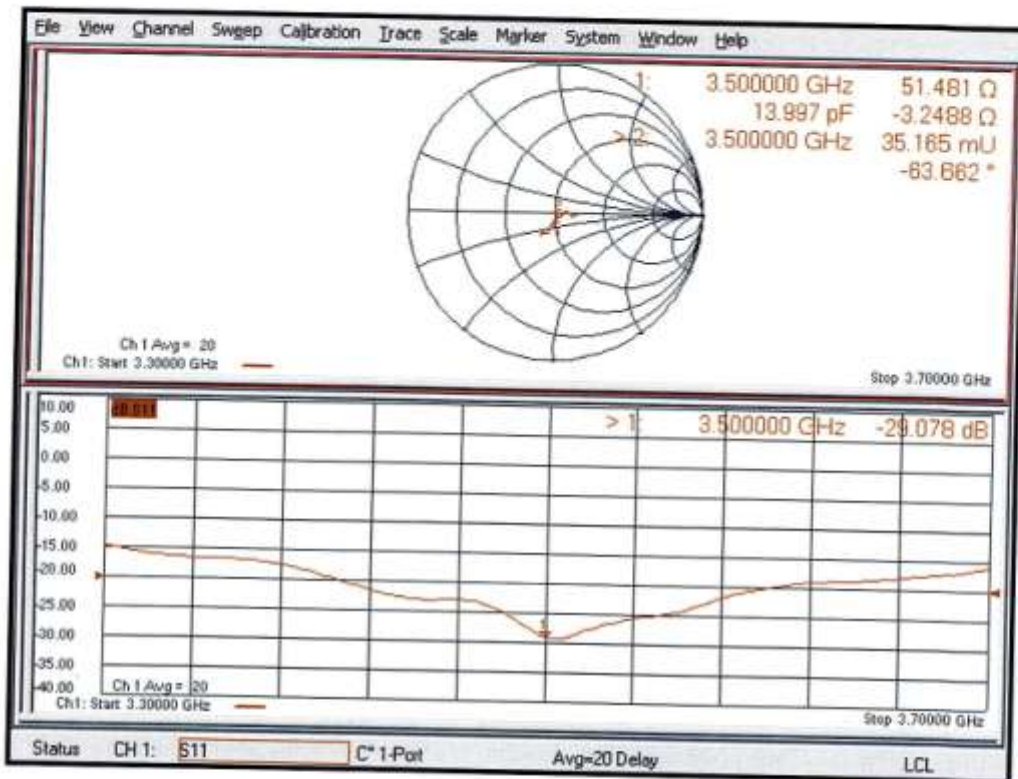 File View Channel Sweep Calibration Trace Scale Marker System Window Help
1: 3.500000 GHz 51.481 Ω
13.997 pF -3.2488 Ω
> 2: 3.500000 GHz 35.165 mU
-63.662 °
Ch 1 Avg = 20
Ch1: Start 3.30000 GHz
Stop 3.70000 GHz
10.00
dB S11
> 1: 3.500000 GHz -29.078 dB
5.00
0.00
-5.00
-10.00
-15.00
-20.00
-25.00
-30.00
1
-35.00
-40.00
Ch 1 Avg = 20
Ch1: Start 3.30000 GHz
Stop 3.70000 GHz
Status CH 1: S11 C* 1-Port Avg=20 Delay LCL